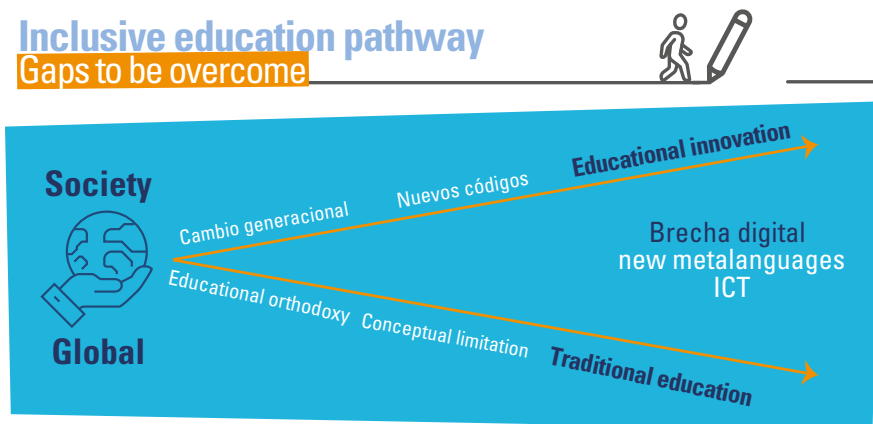 Inclusive education pathway
Gaps to be overcome
Society
Global
Cambio generacional
Nuevos códigos
Educational innovation
Educational orthodoxy
Conceptual limitation
Traditional education
Brecha digital
new metalanguages
ICT